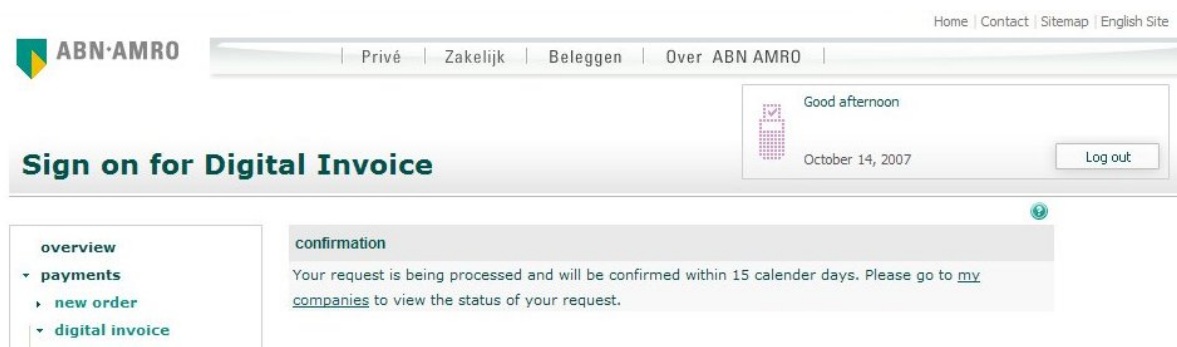 Home | Contact | Sitemap | English Site
ABN·AMRO
Privé | Zakelijk | Beleggen | Over ABN AMRO
Good afternoon
October 14, 2007
Log out
Sign on for Digital Invoice
overview
payments
new order
digital invoice
confirmation
Your request is being processed and will be confirmed within 15 calender days. Please go to my
companies to view the status of your request.